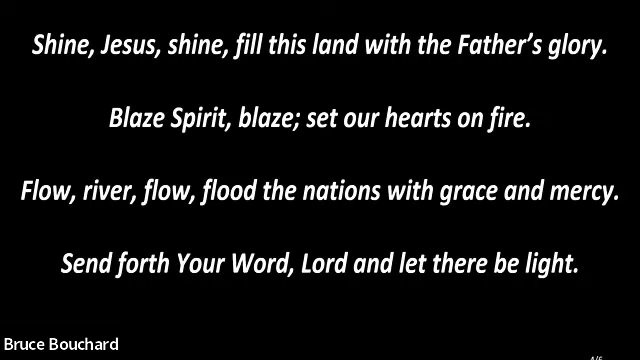 Shine, Jesus, shine, fill this land with the Father’s glory.
Blaze Spirit, blaze; set our hearts on fire.
Flow, river, flow, flood the nations with grace and mercy.
Send forth Your Word, Lord and let there be light.
Bruce Bouchard